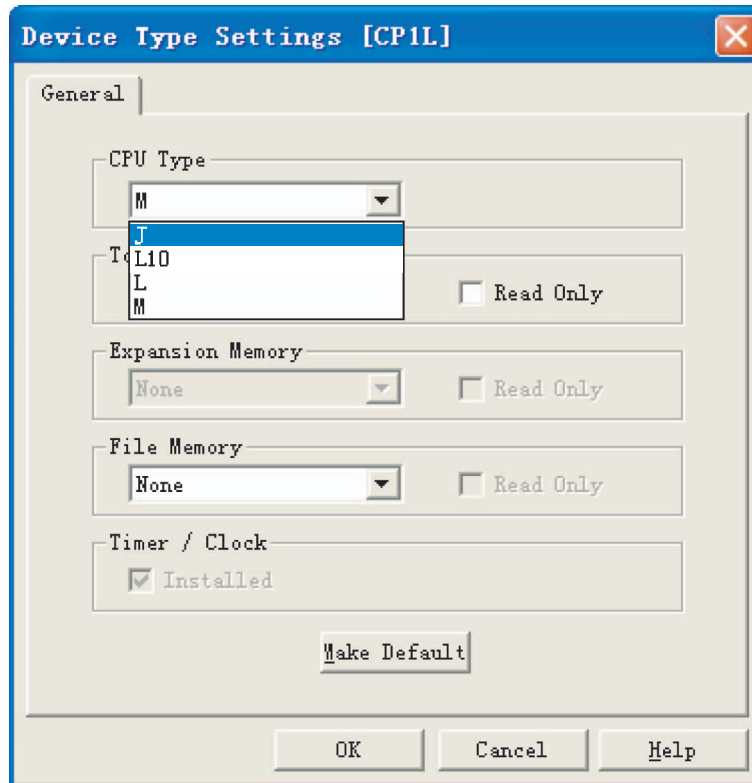 Device Type Settings [CP1L]
General
CPU Type
M
J
L10
L
M
Read Only
Expansion Memory
None
Read Only
File Memory
None
Read Only
Timer / Clock
Installed
Make Default
OK
Cancel
Help